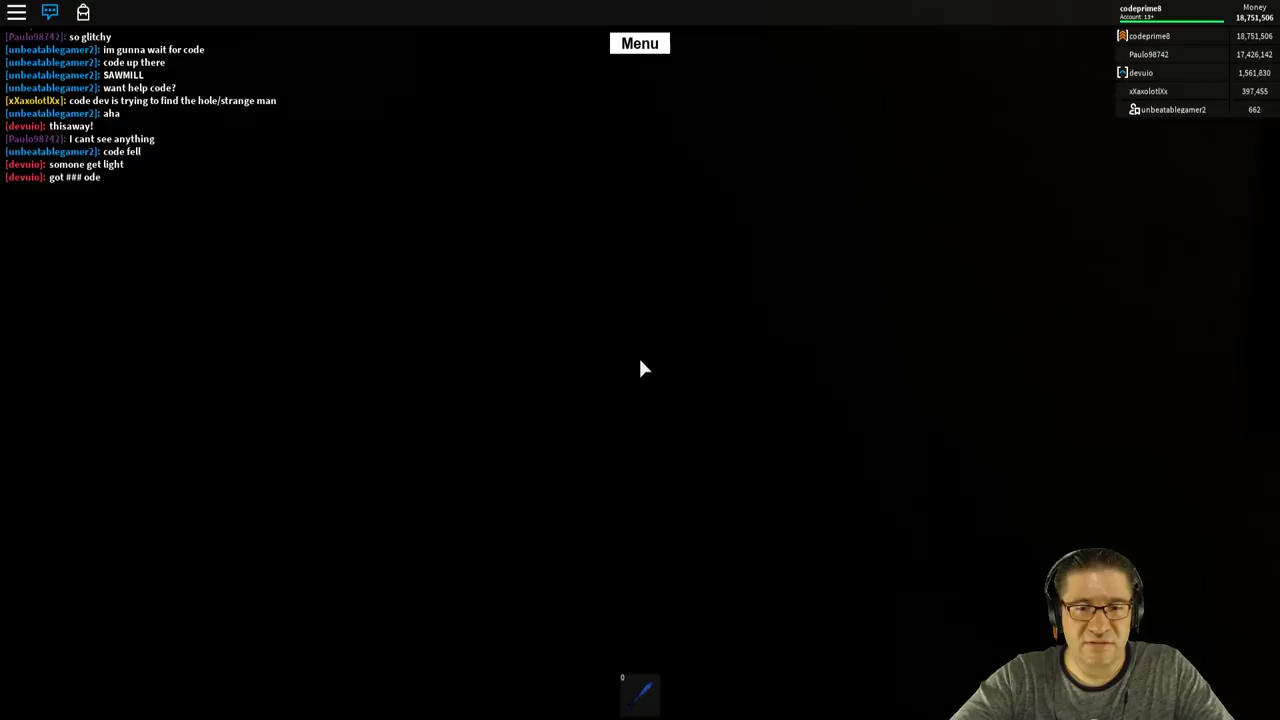 [Paulo98742]: so glitchy
[unbeatablegamer2]: im gunna wait for code
[unbeatablegamer2]: code up there
[unbeatablegamer2]: SAWMILL
[unbeatablegamer2]: want help code?
[xXaxolotlXx]: code dev is trying to find the hole/strange man
[unbeatablegamer2]: aha
[devuio]: thisaway!
[Paulo98742]: I cant see anything
[unbeatablegamer2]: code fell
[devuio]: somone get light
[devuio]: got ### ode
Menu
codeprime8
Account: 13+
Money
18,751,506
codeprime8 18,751,506
Paulo98742 17,426,142
devuio 1,561,830
xXaxolotlXx 397,455
unbeatablegamer2 662
0